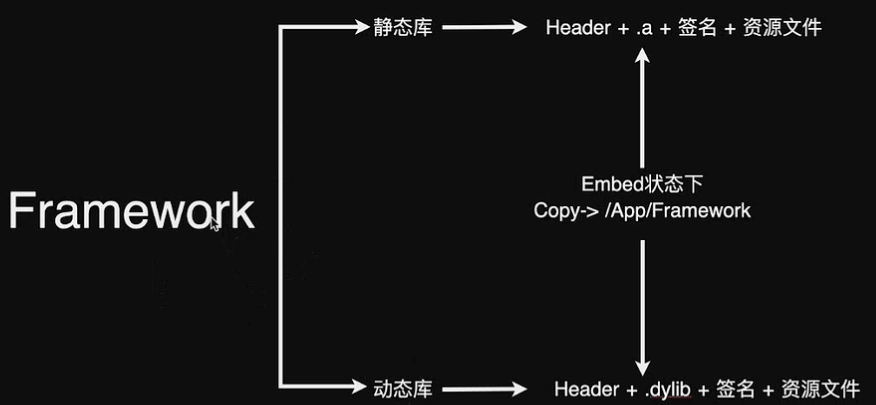 静态库
Header + .a + 签名 + 资源文件
Embed状态下
Copy-> /App/Framework
Framework
动态库
Header + .dylib + 签名 + 资源文件